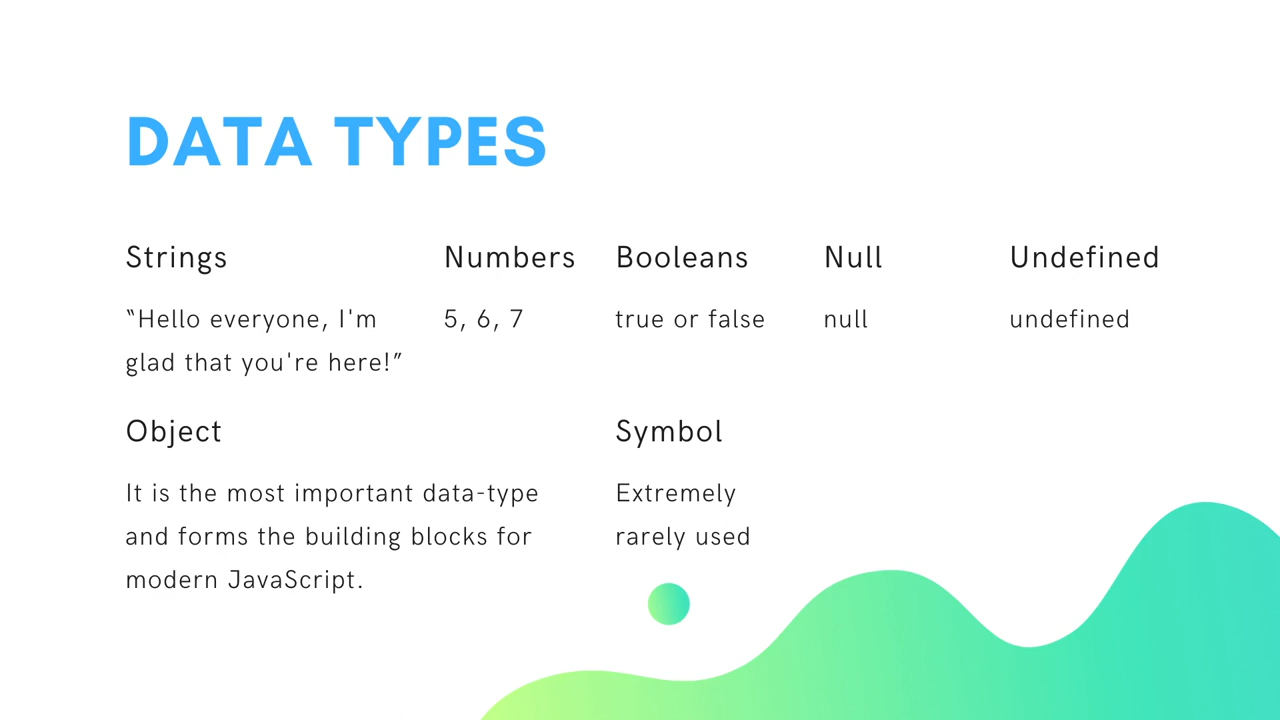 DATA TYPES
Strings
“Hello everyone, I'm
glad that you're here!”
Numbers
5, 6, 7
Booleans
true or false
Null
null
Undefined
undefined
Object
It is the most important data-type
and forms the building blocks for
modern JavaScript.
Symbol
Extremely
rarely used